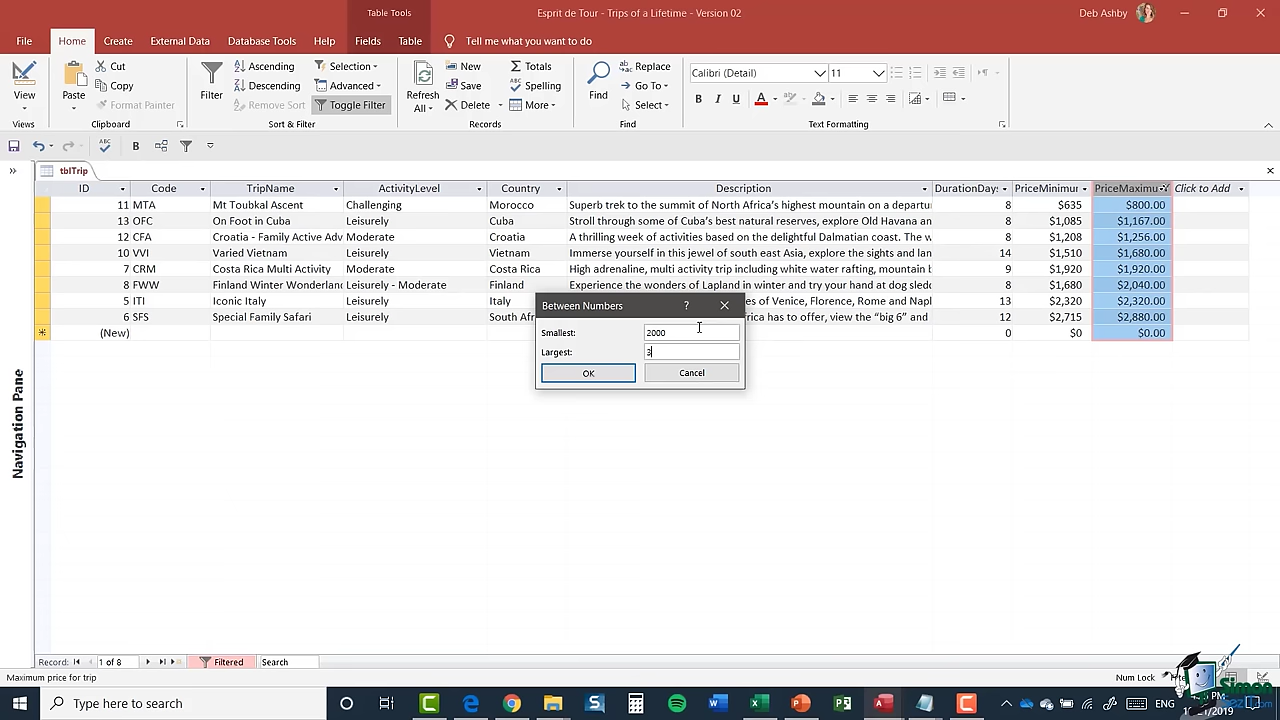 Table Tools
Esprit de Tour - Trips of a Lifetime - Version 02
Deb Ashby
File Home Create External Data Database Tools Help Fields Table Tell me what you want to do
View
Views
Paste
Cut
Copy
Format Painter
Clipboard
Filter
Ascending
Descending
Remove Sort
Selection
Advanced
Toggle Filter
Sort & Filter
Refresh All
New
Save
Delete
Totals
Spelling
More
Records
Find
Replace
Go To
Select
Find
Calibri (Detail) 11
B I U A
Text Formatting
ABC B
tblTrip
ID Code TripName ActivityLevel Country Description DurationDays PriceMinimum PriceMaximu Click to Add
11 MTA Mt Toubkal Ascent Challenging Morocco Superb trek to the summit of North Africa's highest mountain on a departu 8 $635 $800.00
13 OFC On Foot in Cuba Leisurely Cuba Stroll through some of Cuba's best natural reserves, explore Old Havana an 8 $1,085 $1,167.00
12 CFA Croatia - Family Active Adv Moderate Croatia A thrilling week of activities based on the delightful Dalmatian coast. The w 8 $1,208 $1,256.00
10 VVI Varied Vietnam Leisurely Vietnam Immerse yourself in this jewel of south east Asia, explore the sights and lan 14 $1,510 $1,680.00
7 CRM Costa Rica Multi Activity Moderate Costa Rica High adrenaline, multi activity trip including white water rafting, mountain b 9 $1,920 $1,920.00
8 FWW Finland Winter Wonderlan Leisurely - Moderate Finland Experience the wonders of Lapland in winter and try your hand at dog sled 8 $1,680 $2,040.00
5 ITI Iconic Italy Leisurely Italy es of Venice, Florence, Rome and Napl 13 $2,320 $2,320.00
6 SFS Special Family Safari Leisurely South Afr frica has to offer, view the "big 6" and 12 $2,715 $2,880.00
(New) 0 $0 $0.00
Between Numbers ?
Smallest: 2000
Largest: 3
OK Cancel
Navigation Pane
Record: 1 of 8 Filtered Search
Maximum price for trip Num Lock
Type here to search